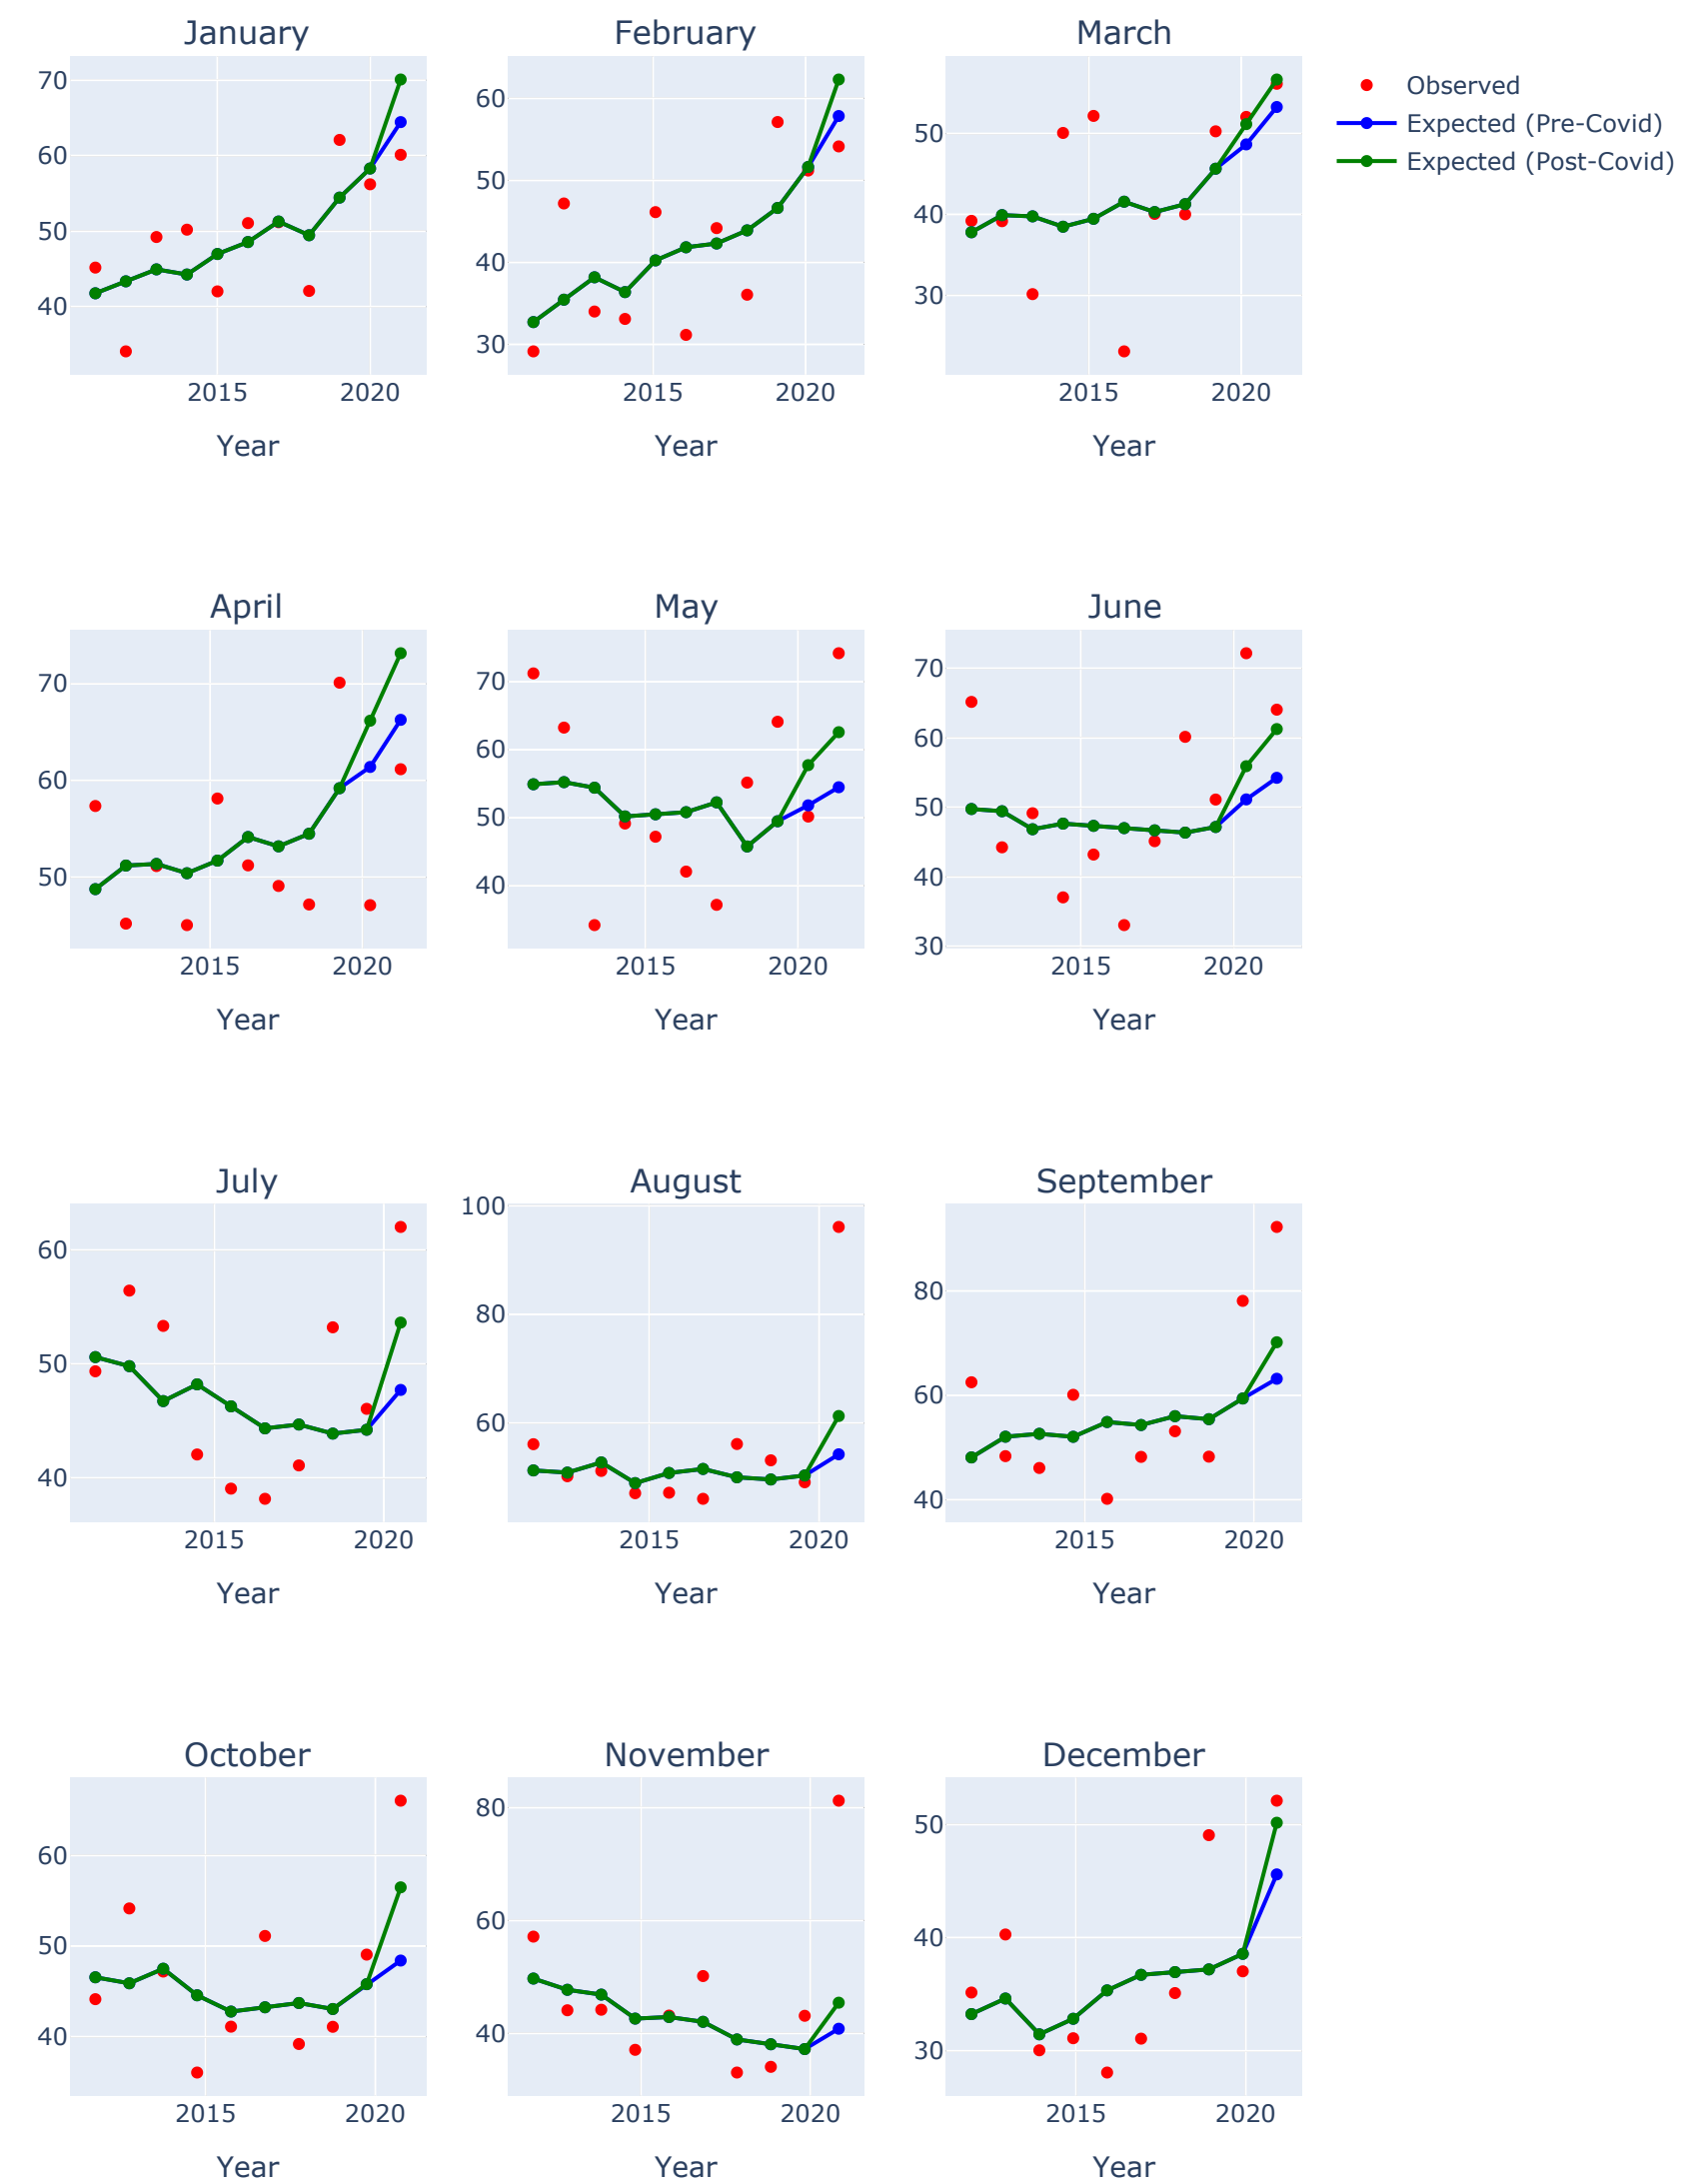 January
February
March
70
60
50
40
2015
2020
Year
60
50
40
30
2015
2020
Year
50
40
30
2015
2020
Year
Observed
Expected (Pre-Covid)
Expected (Post-Covid)
April
May
June
70
60
50
2015
2020
Year
70
60
50
40
2015
2020
Year
70
60
50
40
30
2015
2020
Year
July
August
September
60
50
40
2015
2020
Year
100
80
60
2015
2020
Year
80
60
40
2015
2020
Year
October
November
December
60
50
40
2015
2020
Year
80
60
40
2015
2020
Year
50
40
30
2015
2020
Year